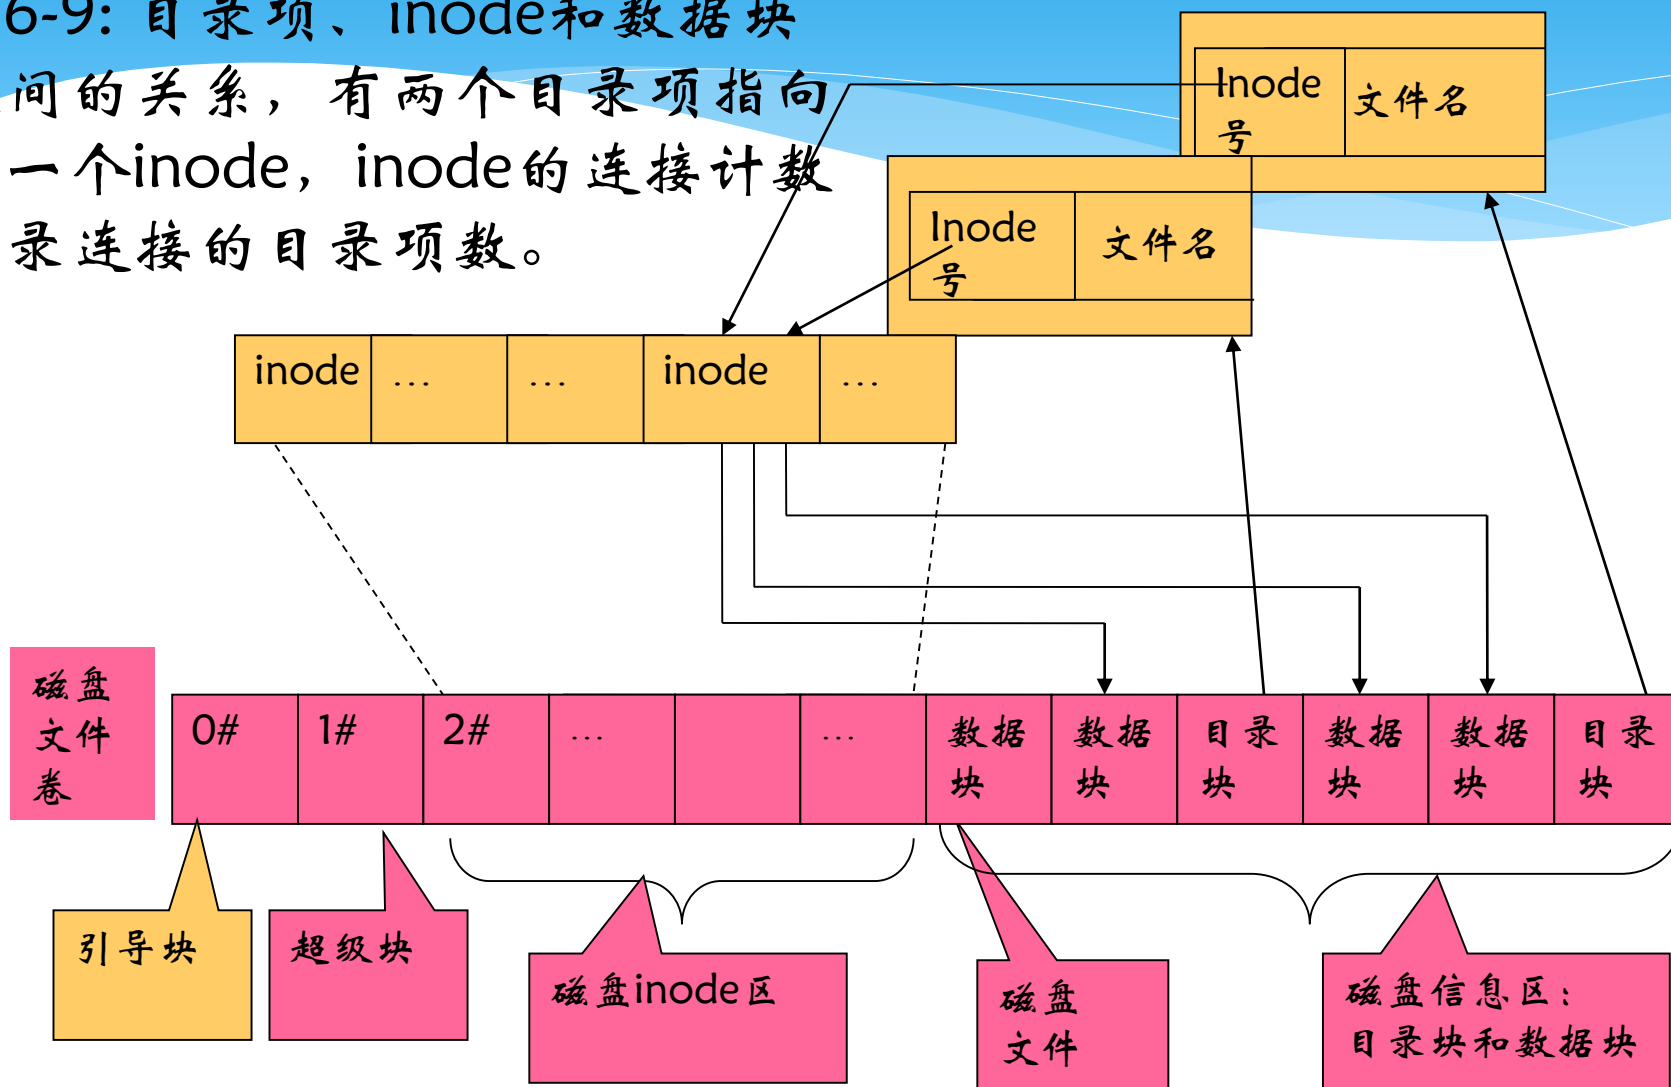 6-9: 目录项、inode和数据块
间的关系，有两个目录项指向
一个inode，inode的连接计数
录连接的目录项数。
Inode
号
文件名
Inode
号
文件名
inode
…
…
inode
…
磁盘
文件
卷
0#
1#
2#
…
…
数据
块
数据
块
目录
块
数据
块
数据
块
目录
块
引导块
超级块
磁盘inode区
磁盘
文件
磁盘信息区：
目录块和数据块